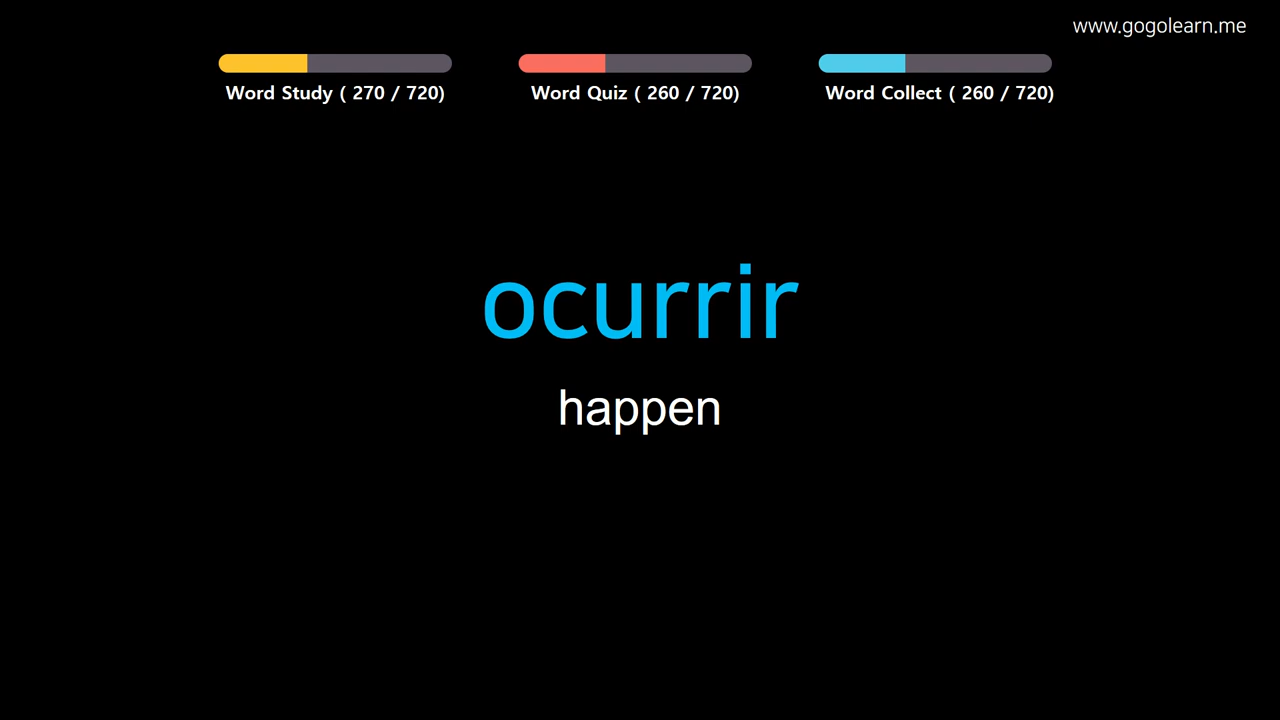 www.gogolearn.me
Word Study ( 270 / 720)
Word Quiz ( 260 / 720)
Word Collect ( 260 / 720)
ocurrir
happen